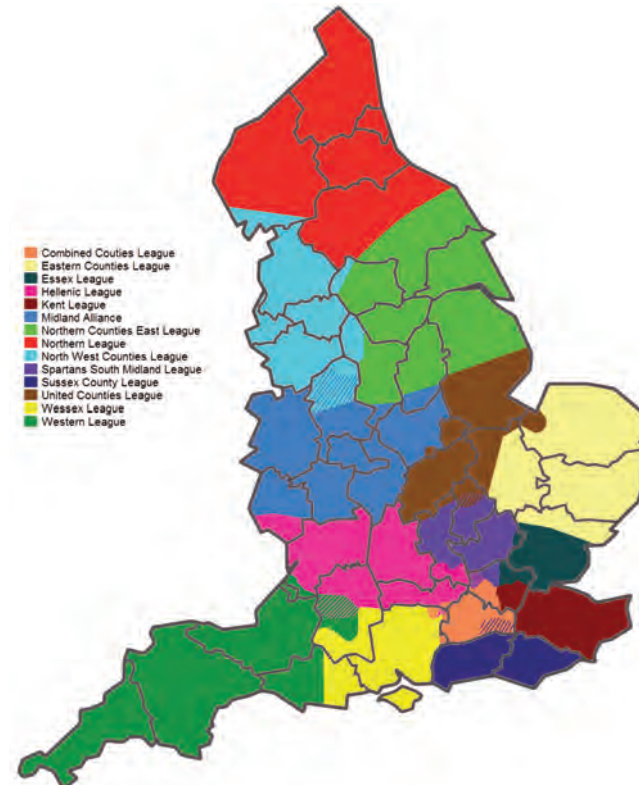 Combined Couties League
Eastern Counties League
Essex League
Hellenic League
Kent League
Midland Alliance
Northern Counties East League
Northern League
North West Counties League
Spartans South Midland League
Sussex County League
United Counties League
Wessex League
Western League